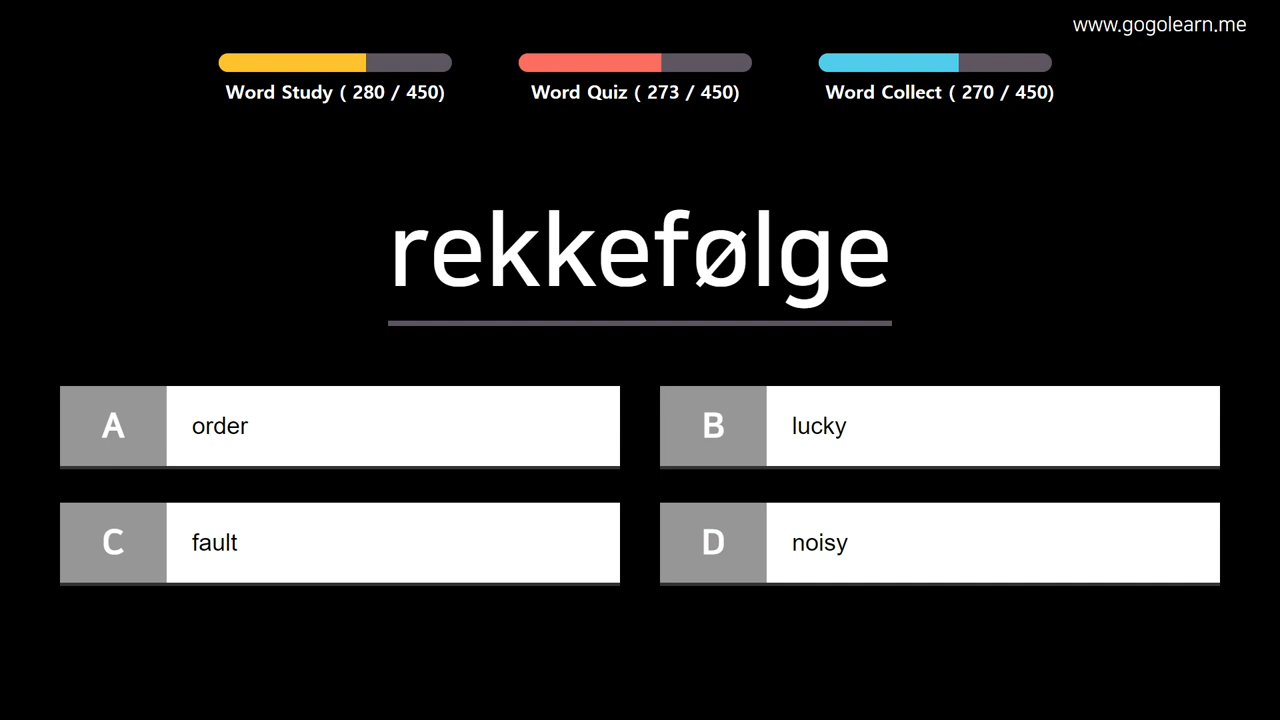 www.gogolearn.me
Word Study ( 280 / 450)
Word Quiz ( 273 / 450)
Word Collect ( 270 / 450)
rekkefølge
A order
B lucky
C fault
D noisy